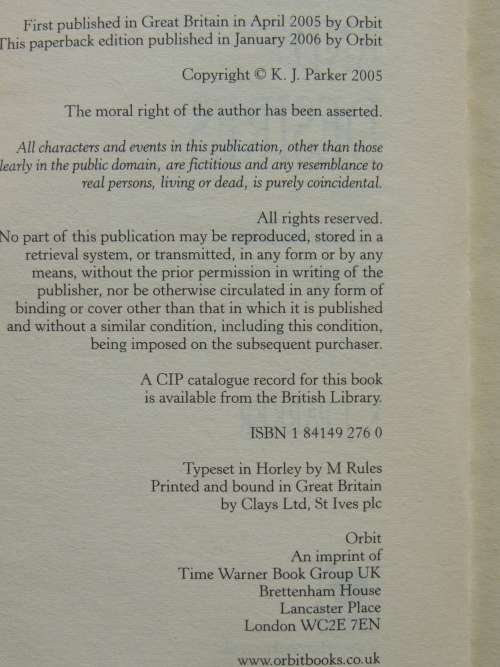 First published in Great Britain in April 2005 by Orbit
This paperback edition published in January 2006 by Orbit
Copyright © K. J. Parker 2005
The moral right of the author has been asserted.
All characters and events in this publication, other than those
learly in the public domain, are fictitious and any resemblance to
real persons, living or dead, is purely coincidental.
All rights reserved.
No part of this publication may be reproduced, stored in a
retrieval system, or transmitted, in any form or by any
means, without the prior permission in writing of the
publisher, nor be otherwise circulated in any form of
binding or cover other than that in which it is published
and without a similar condition, including this condition,
being imposed on the subsequent purchaser.
A CIP catalogue record for this book
is available from the British Library.
ISBN 1 84149 276 0
Typeset in Horley by M Rules
Printed and bound in Great Britain
by Clays Ltd, St Ives plc
Orbit
An imprint of
Time Warner Book Group UK
Brettenham House
Lancaster Place
London WC2E 7EN
www.orbitbooks.co.uk